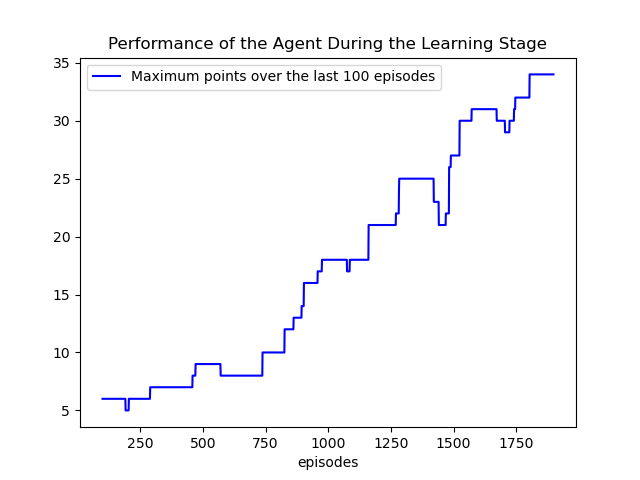 Performance of the Agent During the Learning Stage
Maximum points over the last 100 episodes
35
30
25
20
15
10
5
250 500 750 1000 1250 1500 1750
episodes